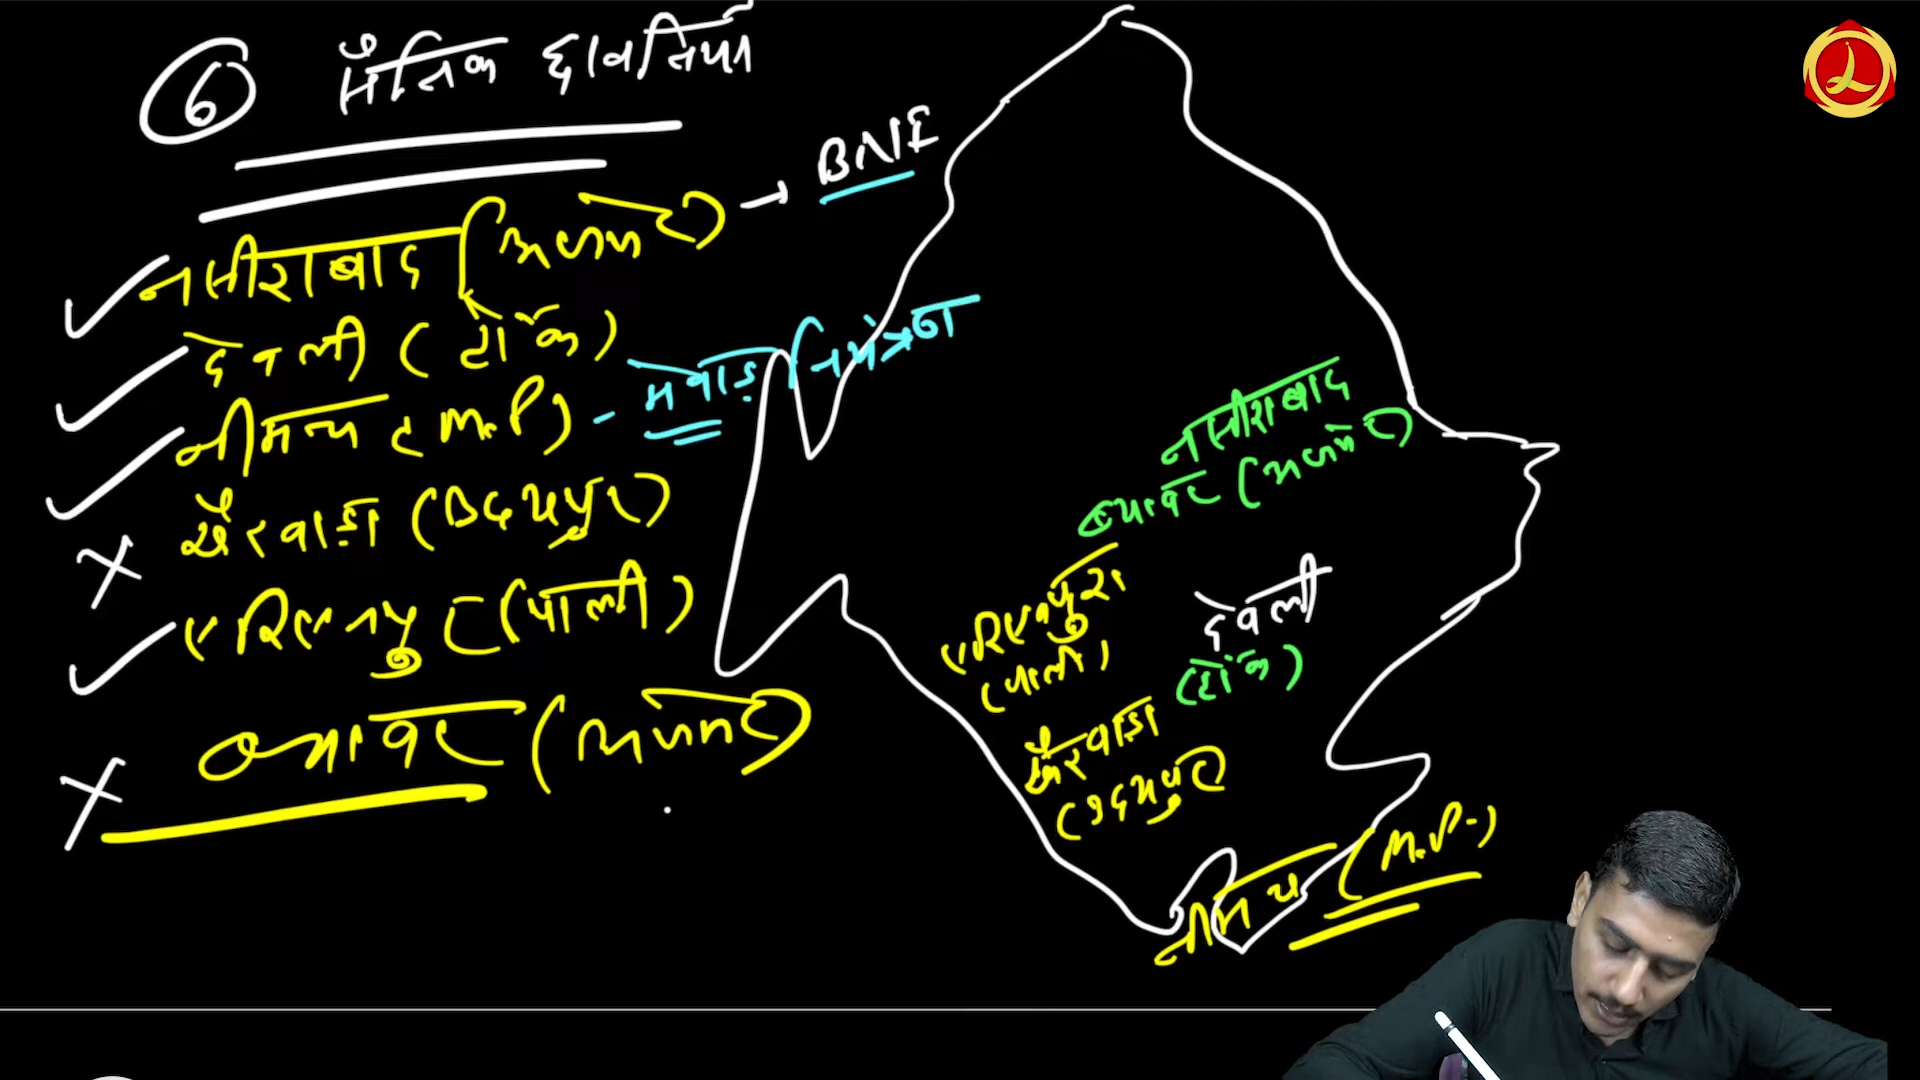 6 सैनिक छावनियाँ
नसीराबाद (अजमेर) → BNI
देवली (टोंक)
नीमच (M.P) - मेवाड़ नियंत्रण
खैरवाड़ा (उदयपुर)
एरिनपुर (पाली)
ब्यावर (अजमेर)
नसीराबाद
ब्यावर (अजमेर)
एरिनपुरा
(पाली)
देवली
(टोंक)
खैरवाड़ा
(उदयपुर
नीमच (M.P.)